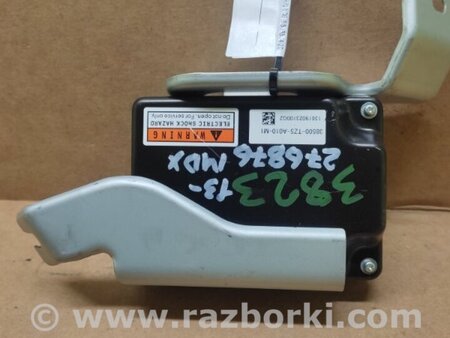 38500-TZ5-A010-M1
WARNING
ELECTRIC SHOCK HAZARD
Do not open. For service only.
3823
13-
276876 MDX
© www.razborki.com